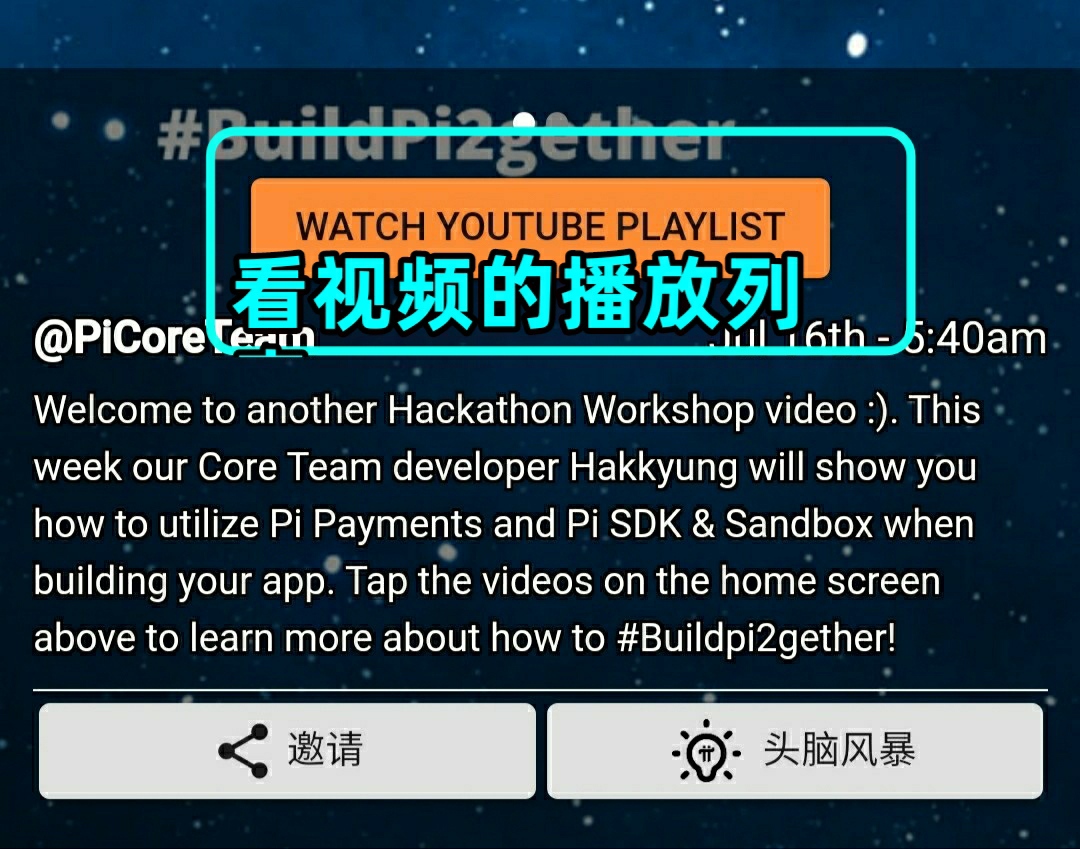 #BuildPi2gether
WATCH YOUTUBE PLAYLIST
看视频的播放列
@PiCoreTeam
Jul 16th - 5:40am
Welcome to another Hackathon Workshop video :). This
week our Core Team developer Hakkyung will show you
how to utilize Pi Payments and Pi SDK & Sandbox when
building your app. Tap the videos on the home screen
above to learn more about how to #Buildpi2gether!
邀请
头脑风暴